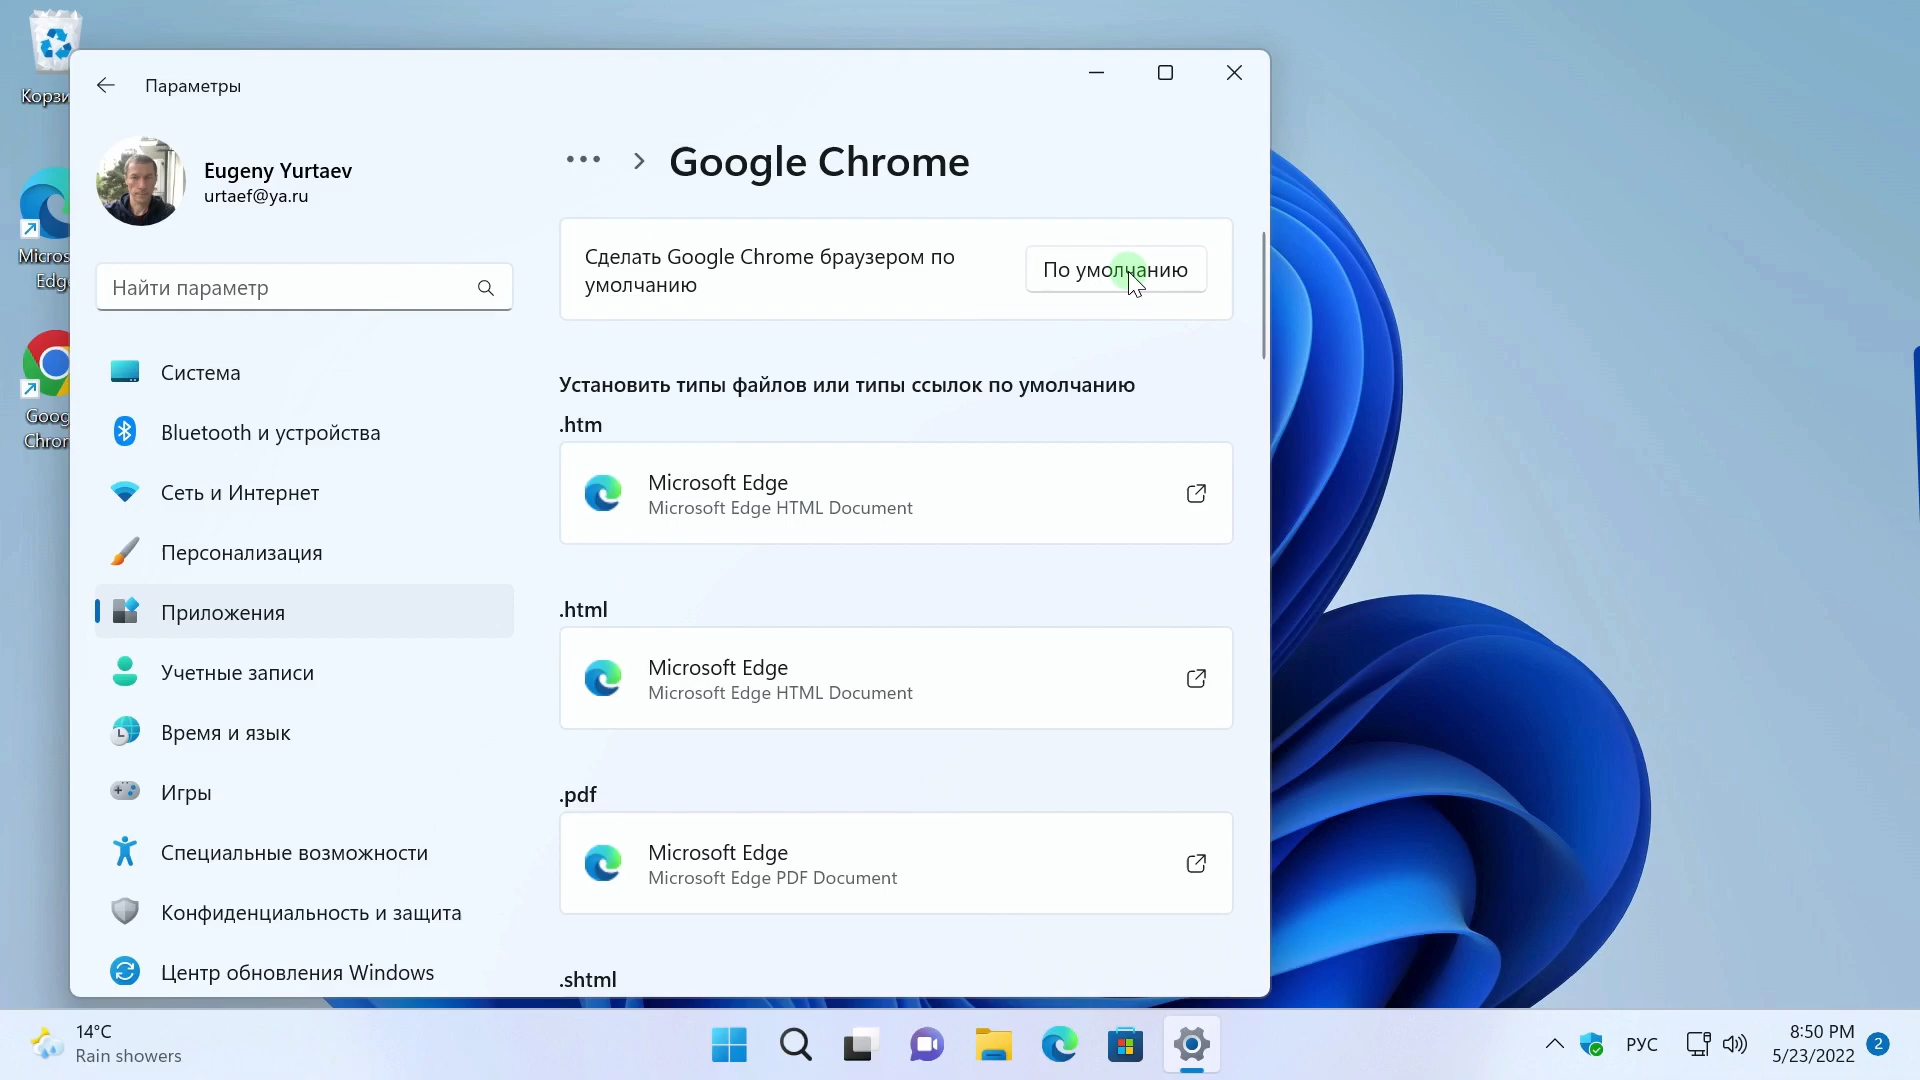 Корзи
Micros
Edg
Goog
Chro
Параметры
Eugeny Yurtaev
urtaef@ya.ru
Найти параметр
Система
Bluetooth и устройства
Сеть и Интернет
Персонализация
Приложения
Учетные записи
Время и язык
Игры
Специальные возможности
Конфиденциальность и защита
Центр обновления Windows
Google Chrome
Сделать Google Chrome браузером по
умолчанию
По умолчанию
Установить типы файлов или типы ссылок по умолчанию
.htm
Microsoft Edge
Microsoft Edge HTML Document
.html
Microsoft Edge
Microsoft Edge HTML Document
.pdf
Microsoft Edge
Microsoft Edge PDF Document
.shtml
14°C
Rain showers
РУС
8:50 PM
5/23/2022
2